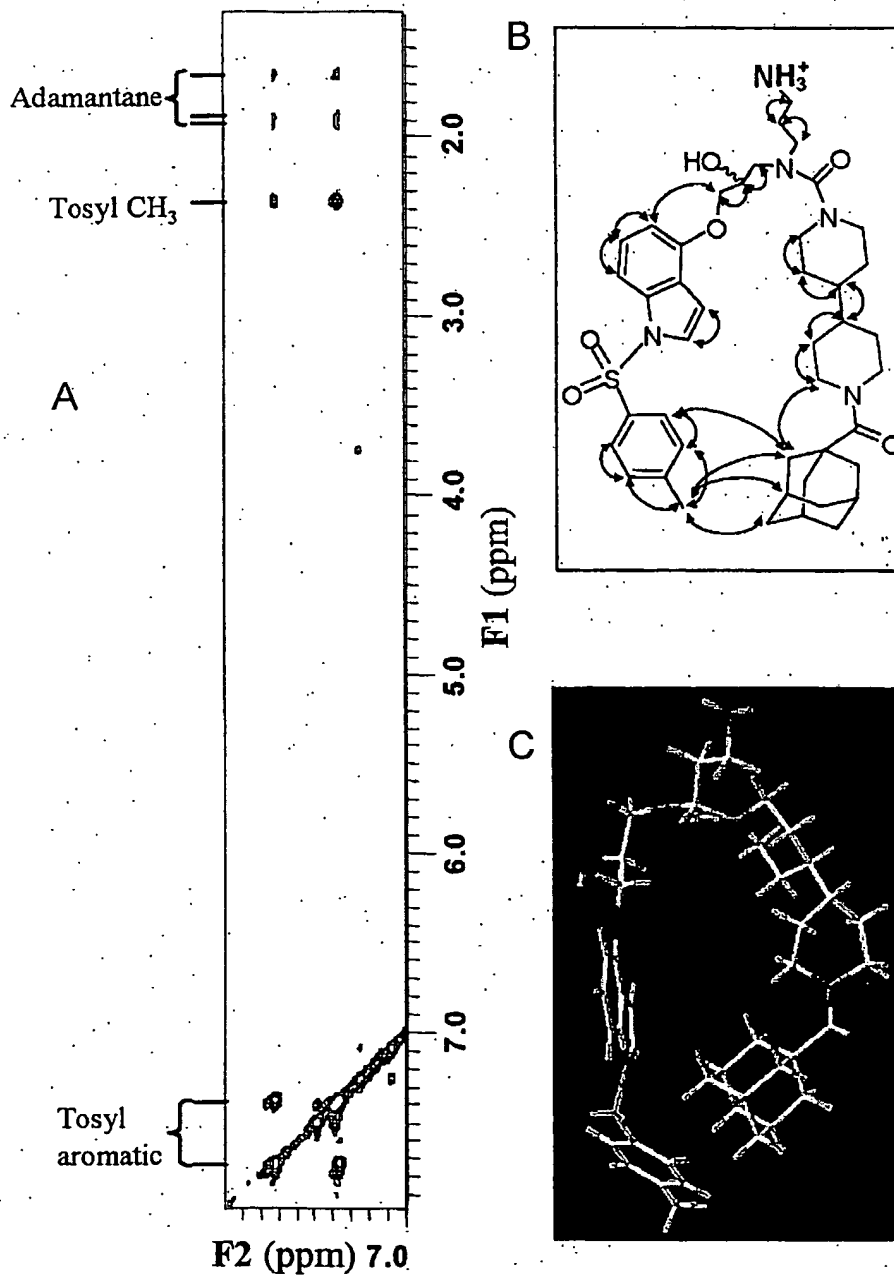 A
Adamantane
Tosyl CH3
Tosyl
aromatic
2.0
3.0
4.0
5.0
6.0
7.0
F1 (ppm)
F2 (ppm) 7.0
B
NH3+
HO
N
O
O
N
N
O
S
O
N
O
C